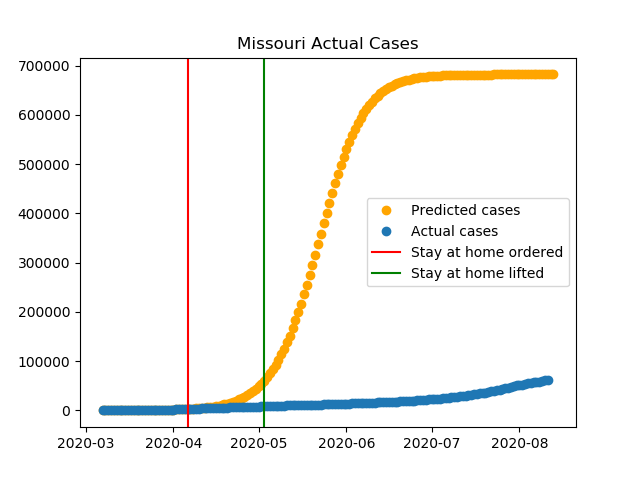 Missouri Actual Cases
700000
600000
500000
400000
300000
200000
100000
0
Predicted cases
Actual cases
Stay at home ordered
Stay at home lifted
2020-03 2020-04 2020-05 2020-06 2020-07 2020-08